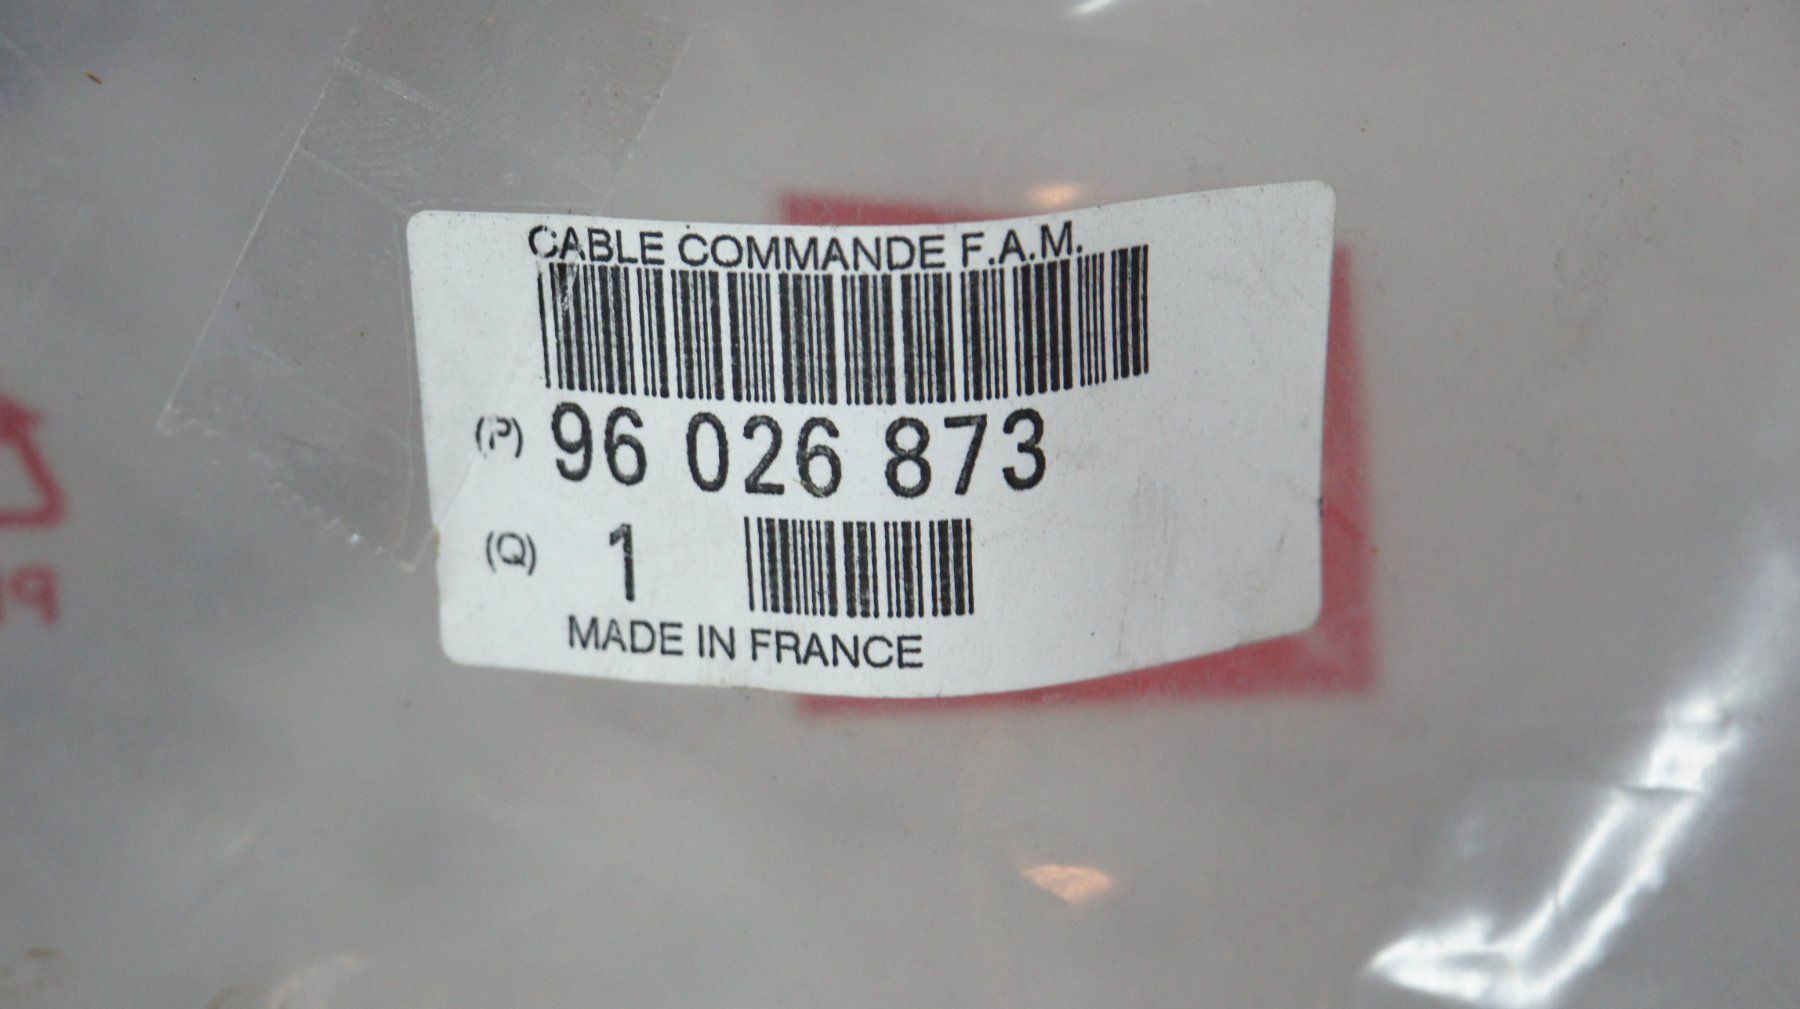 CABLE COMMANDE F.A.M.
(P) 96 026 873
(Q) 1
MADE IN FRANCE